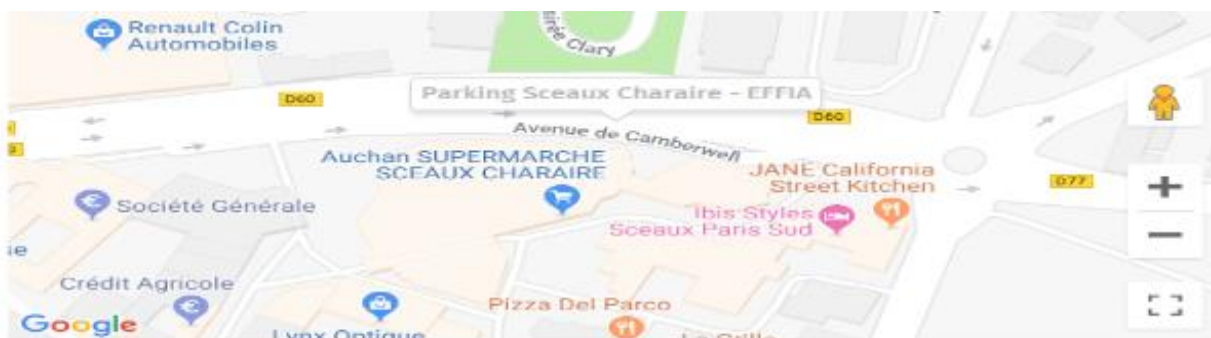 Renault Colin
Automobiles
Clary
D60
Parking Sceaux Charaire - EFFIA
D60
Avenue de Camberwell
Auchan SUPERMARCHE
SCEAUX CHARAIRE
JANE California
Street Kitchen
D77
Société Générale
Ibis Styles
Sceaux Paris Sud
Crédit Agricole
Pizza Del Parco
Google
Lynx Optique